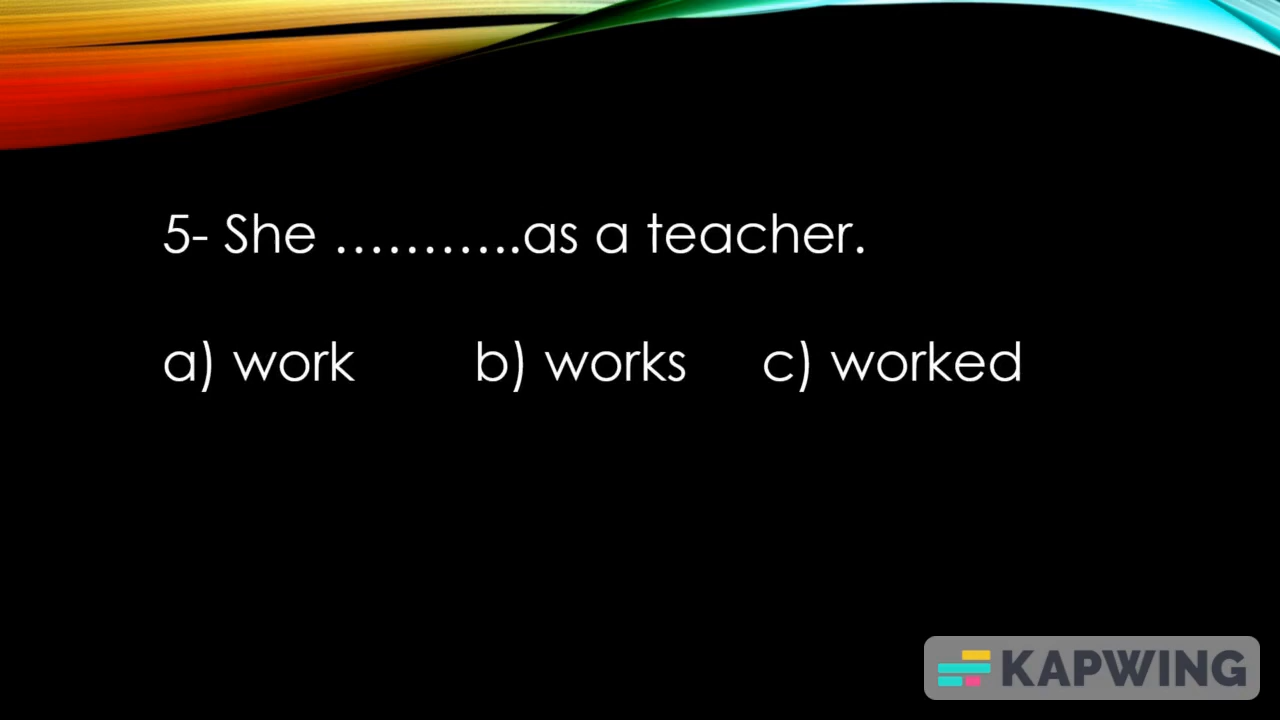 5- She ………..as a teacher.
a) work b) works c) worked
KAPWING